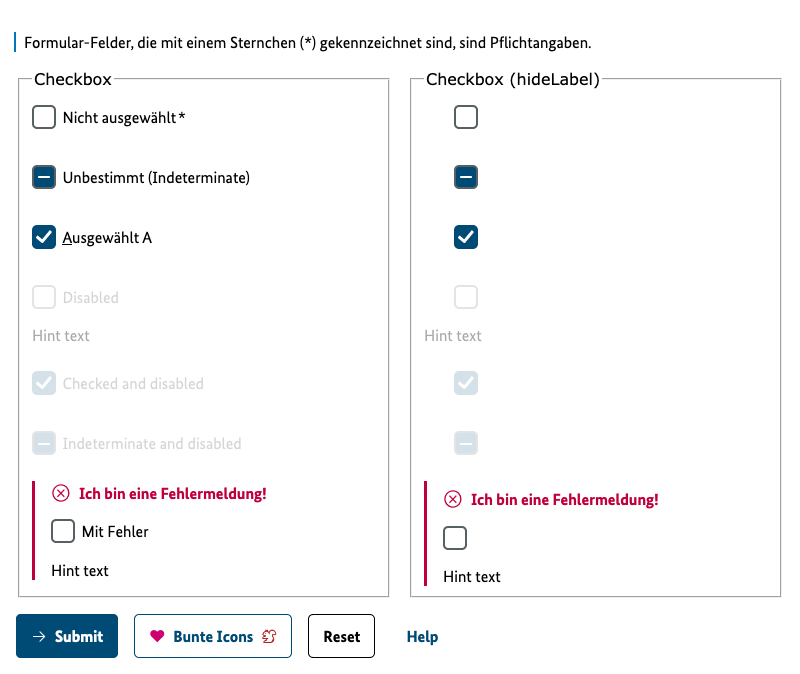 Formular-Felder, die mit einem Sternchen (*) gekennzeichnet sind, sind Pflichtangaben.
Checkbox
Nicht ausgewählt *
Unbestimmt (Indeterminate)
Ausgewählt A
Disabled
Hint text
Checked and disabled
Indeterminate and disabled
Ich bin eine Fehlermeldung!
Mit Fehler
Hint text
Checkbox (hideLabel)
Hint text
Ich bin eine Fehlermeldung!
Hint text
Submit
Bunte Icons
Reset
Help